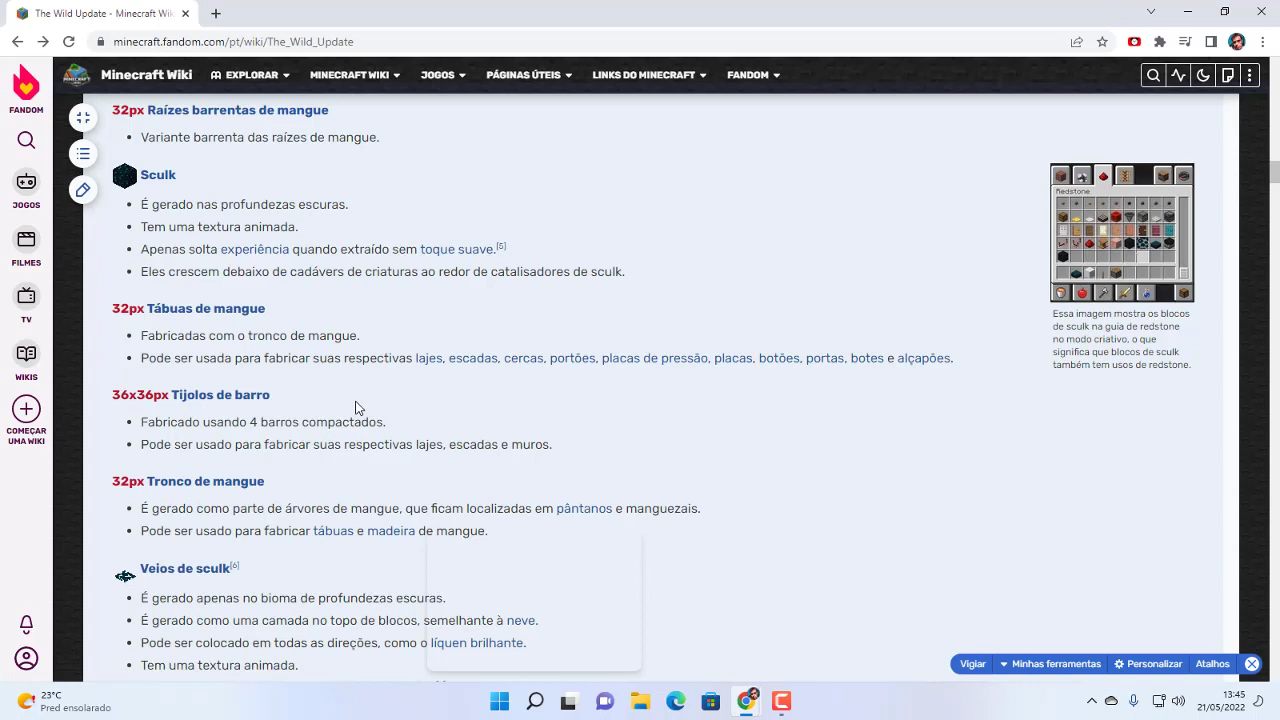 The Wild Update - Minecraft Wiki
minecraft.fandom.com/pt/wiki/The_Wild_Update
FANDOM
JOGOS
FILMES
TV
WIKIS
COMEÇAR
UMA WIKI
Minecraft Wiki
EXPLORAR
MINECRAFT WIKI
JOGOS
PÁGINAS ÚTEIS
LINKS DO MINECRAFT
FANDOM
32px Raízes barrentas de mangue
Variante barrenta das raízes de mangue.
Sculk
É gerado nas profundezas escuras.
Tem uma textura animada.
Apenas solta experiência quando extraído sem toque suave.[5]
Eles crescem debaixo de cadávers de criaturas ao redor de catalisadores de sculk.
32px Tábuas de mangue
Fabricadas com o tronco de mangue.
Pode ser usada para fabricar suas respectivas lajes, escadas, cercas, portões, placas de pressão, placas, botões, portas, botes e alçapões.
36x36px Tijolos de barro
Fabricado usando 4 barros compactados.
Pode ser usado para fabricar suas respectivas lajes, escadas e muros.
32px Tronco de mangue
É gerado como parte de árvores de mangue, que ficam localizadas em pântanos e manguezais.
Pode ser usado para fabricar tábuas e madeira de mangue.
Veios de sculk[6]
É gerado apenas no bioma de profundezas escuras.
É gerado como uma camada no topo de blocos, semelhante à neve.
Pode ser colocado em todas as direções, como o líquen brilhante.
Tem uma textura animada.
Redstone
Essa imagem mostra os blocos
de sculk na guia de redstone
no modo criativo, o que
significa que blocos de sculk
também tem usos de redstone.
Vigiar
Minhas ferramentas
Personalizar
Atalhos
23°C
Pred ensolarado
13:45
21/05/2022